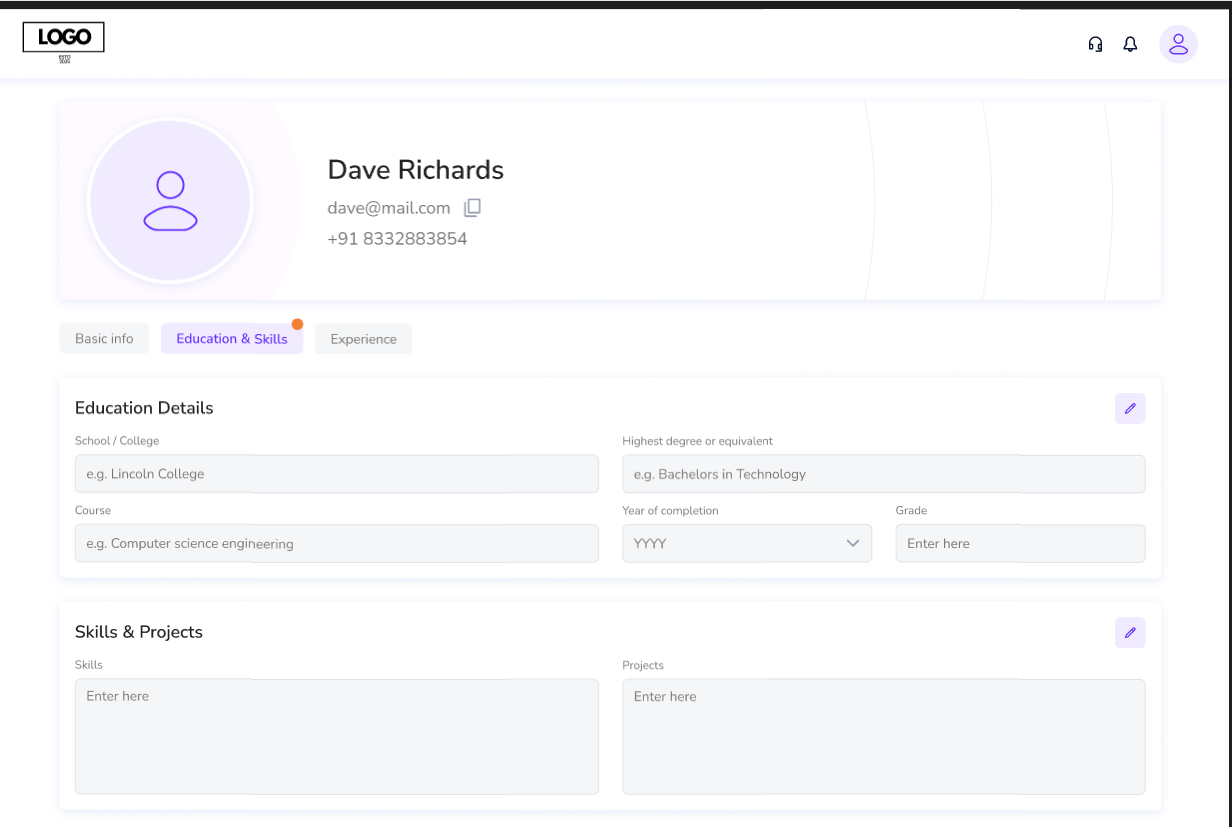 LOGO
ESTD
2025
Dave Richards
dave@mail.com
+91 8332883854
Basic info Education & Skills Experience
Education Details
School / College Highest degree or equivalent
e.g. Lincoln College e.g. Bachelors in Technology
Course Year of completion Grade
e.g. Computer science engineering YYYY Enter here
Skills & Projects
Skills Projects
Enter here Enter here